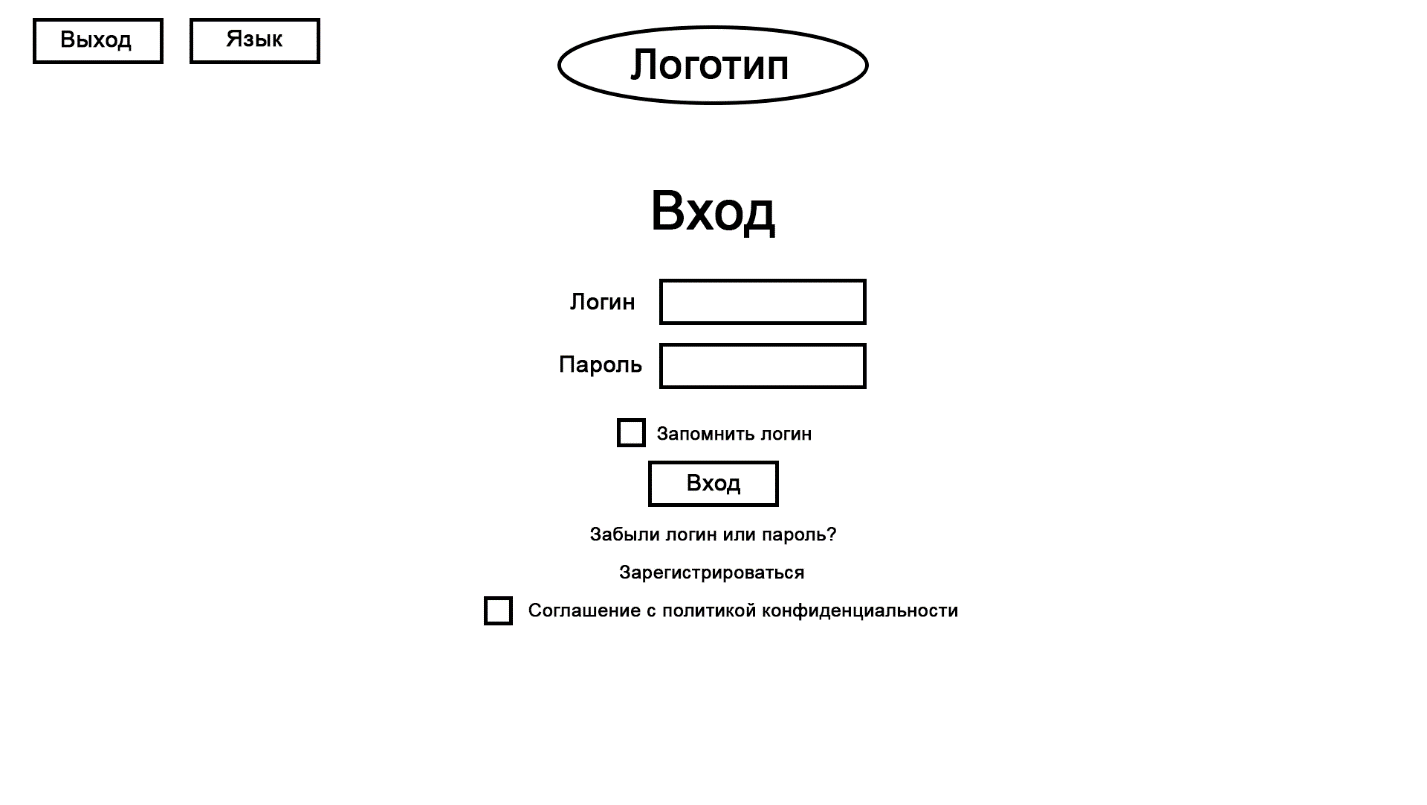 Выход
Язык
Логотип
Вход
Логин
Пароль
Запомнить логин
Вход
Забыли логин или пароль?
Зарегистрироваться
Соглашение с политикой конфиденциальности